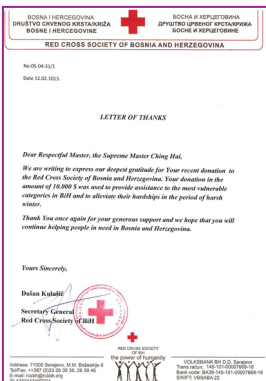 BOSNA I HERCEGOVINA
DRUŠTVO CRVENOG KRSTA/KRIŽA
BOSNE I HERCEGOVINE
БОСНА И ХЕРЦЕГОВИНА
ДРУШТВО ЦРВЕНОГ КРСТА/КРИЖА
БОСНЕ И ХЕРЦЕГОВИНЕ
RED CROSS SOCIETY OF BOSNIA AND HERZEGOVINA
No:05-04-31/1
Date:12.02.2013.
LETTER OF THANKS
Dear Respectful Master, the Supreme Master Ching Hai,
We are writing to express our deepest gratitude for Your recent donation to
the Red Cross Society of Bosnia and Herzegovina. Your donation in the
amount of 10.000 $ was used to provide assistance to the most vulnerable
categories in BiH and to alleviate their hardships in the period of harsh
winter.
Thank You once again for your generous support and we hope that you will
continue helping people in need in Bosnia and Herzegovina.
Yours Sincerely,
Dušan Kulušić
Secretary General
Red Cross Society of BiH
RED CROSS SOCIETY
OF BiH
the power of humanity
Address: 71000 Sarajevo, M.M. Bašeskije
E-mail:
VOLKSBANK BH D.D. Sarajevo